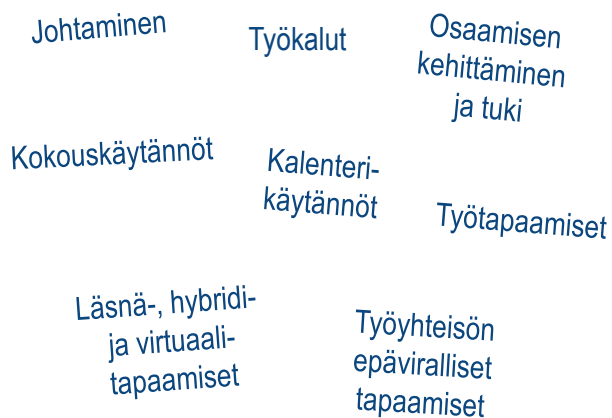 Johtaminen
Työkalut
Osaamisen
kehittäminen
ja tuki
Kokouskäytännöt
Kalenteri-
käytännöt
Työtapaamiset
Läsnä-, hybridi-
ja virtuaali-
tapaamiset
Työyhteisön
epäviralliset
tapaamiset